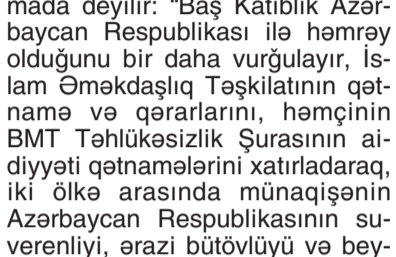 mada deyilir: “Baş Katiblik Azər-
baycan Respublikası ilə həmrəy
olduğunu bir daha vurğulayır, İs-
lam Əməkdaşlıq Təşkilatının qət-
namə və qərarlarını, həmçinin
BMT Təhlükəsizlik Şurasının ai-
diyyəti qətnamələrini xatırladaraq,
iki ölkə arasında münaqişənin
Azərbaycan Respublikasının su-
verenliyi, ərazi bütövlüyü və bey-